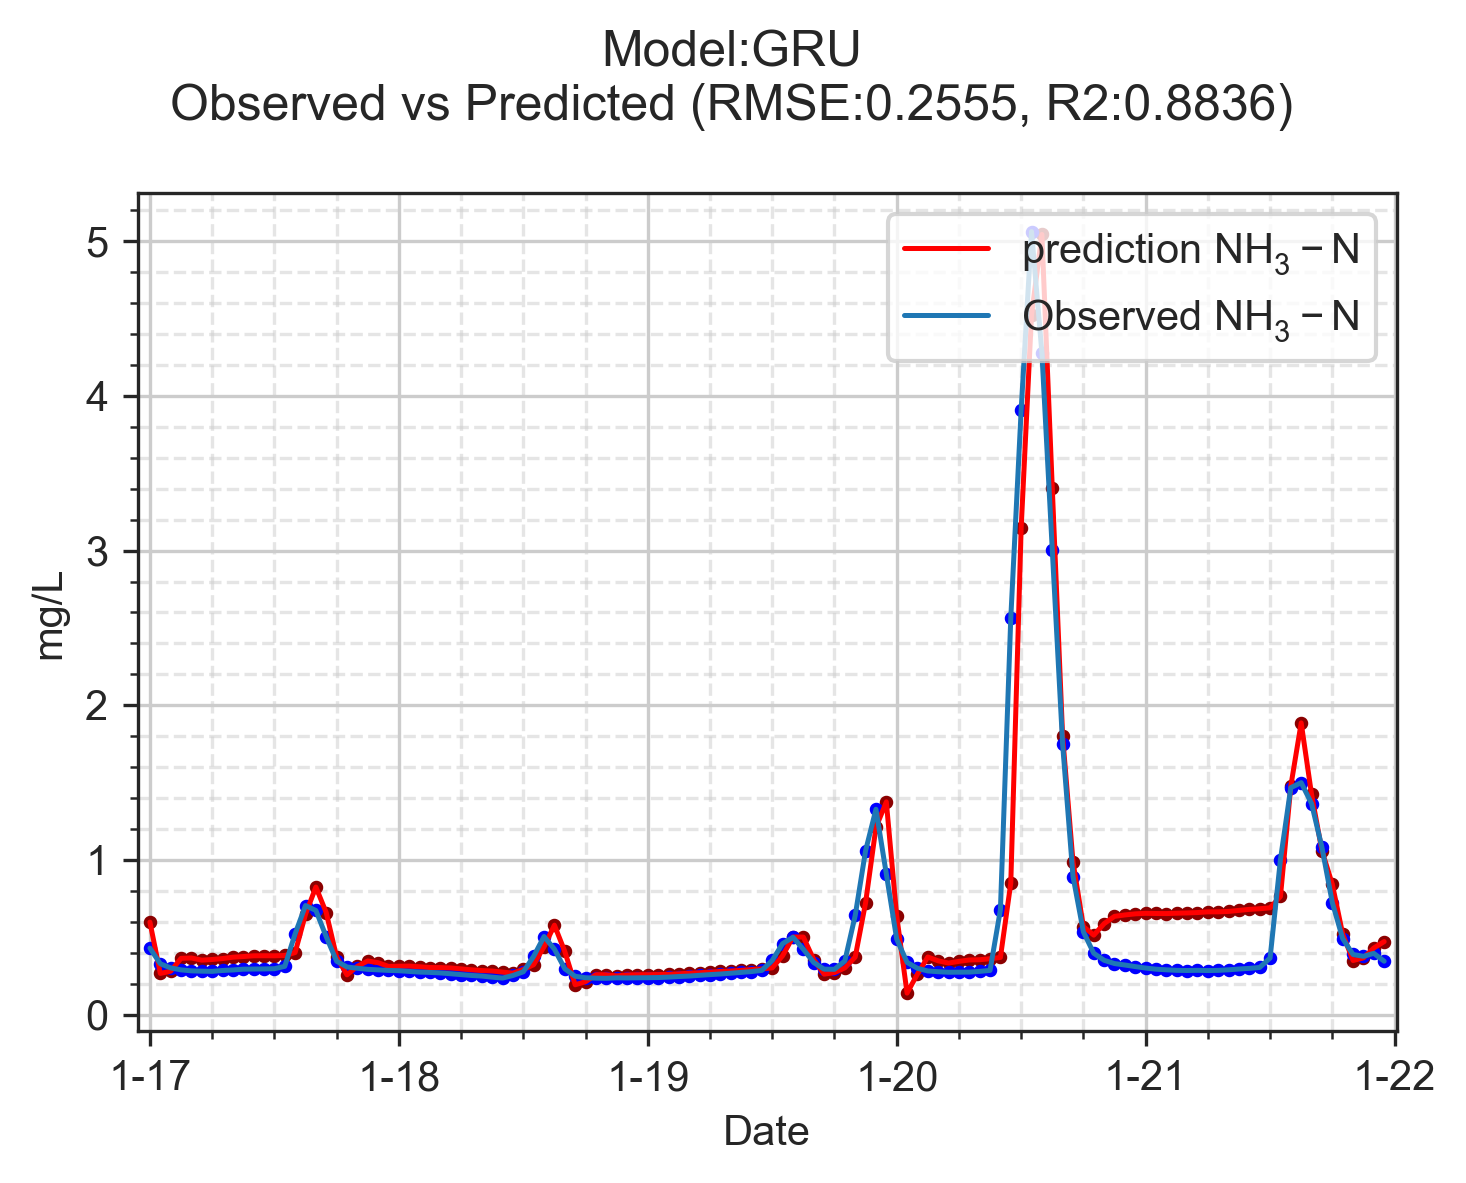 Model:GRU
Observed vs Predicted (RMSE:0.2555, R2:0.8836)
prediction NH₃ − N
Observed NH₃ − N
5
4
3
2
1
0
mg/L
1-17 1-18 1-19 1-20 1-21 1-22
Date